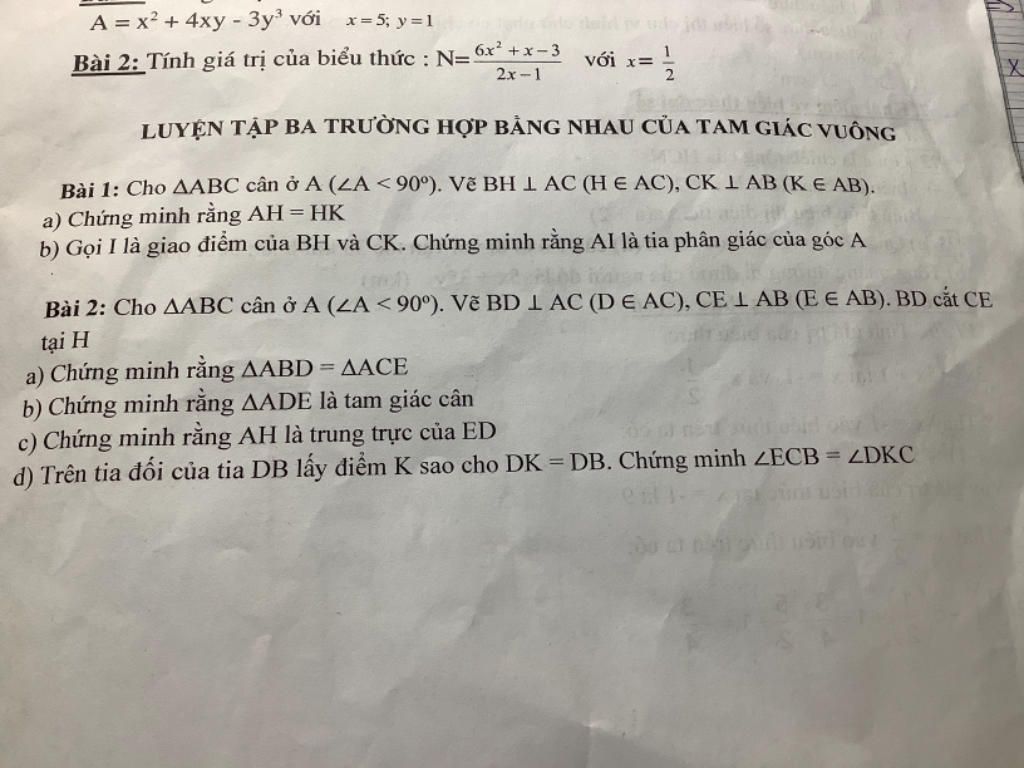 A = x² + 4xy - 3y³ với x = 5; y = 1
Bài 2: Tính giá trị của biểu thức : N= (6x² + x − 3)/(2x − 1) với x= 1/2
LUYỆN TẬP BA TRƯỜNG HỢP BẰNG NHAU CỦA TAM GIÁC VUÔNG
Bài 1: Cho ΔABC cân ở A (∠A < 90º). Vẽ BH ⊥ AC (H ∈ AC), CK ⊥ AB (K ∈ AB).
a) Chứng minh rằng AH = HK
b) Gọi I là giao điểm của BH và CK. Chứng minh rằng AI là tia phân giác của góc A
Bài 2: Cho ΔABC cân ở A (∠A < 90º). Vẽ BD ⊥ AC (D ∈ AC), CE ⊥ AB (E ∈ AB). BD cắt CE
tại H
a) Chứng minh rằng ΔABD = ΔACE
b) Chứng minh rằng ΔADE là tam giác cân
c) Chứng minh rằng AH là trung trực của ED
d) Trên tia đối của tia DB lấy điểm K sao cho DK = DB. Chứng minh ∠ECB = ∠DKC